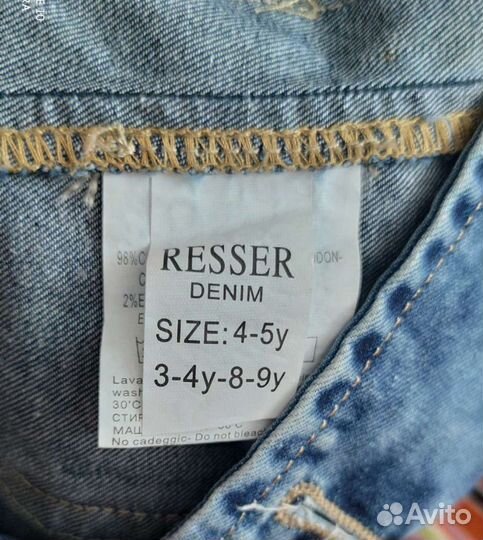 RESSER
DENIM
SIZE: 4-5y
3-4y-8-9y
98%
2%
Lava
wash
30'C
СТИР
МАШ
No cadeggic- Do not bleac
Avito